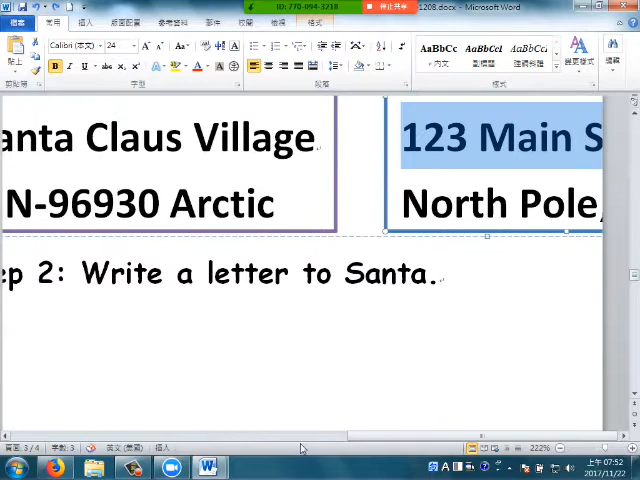 ID: 770-094-3218
停止共享
1208.docx - Microsoft Word
檔案
常用
插入
版面配置
參考資料
郵件
校閱
檢視
格式
Calibri (本文)
24
貼上
剪貼簿
字型
段落
AaBbCc
AaBbCcI
AaBbCcI
內文
副標題
區別強調
變更樣式
編輯
樣式
anta Claus Village
123 Main S
N-96930 Arctic
North Pole,
ep 2: Write a letter to Santa.
頁面: 3 / 4
字數: 3
英文 (美國)
插入
222%
上午 07:52
2017/11/22